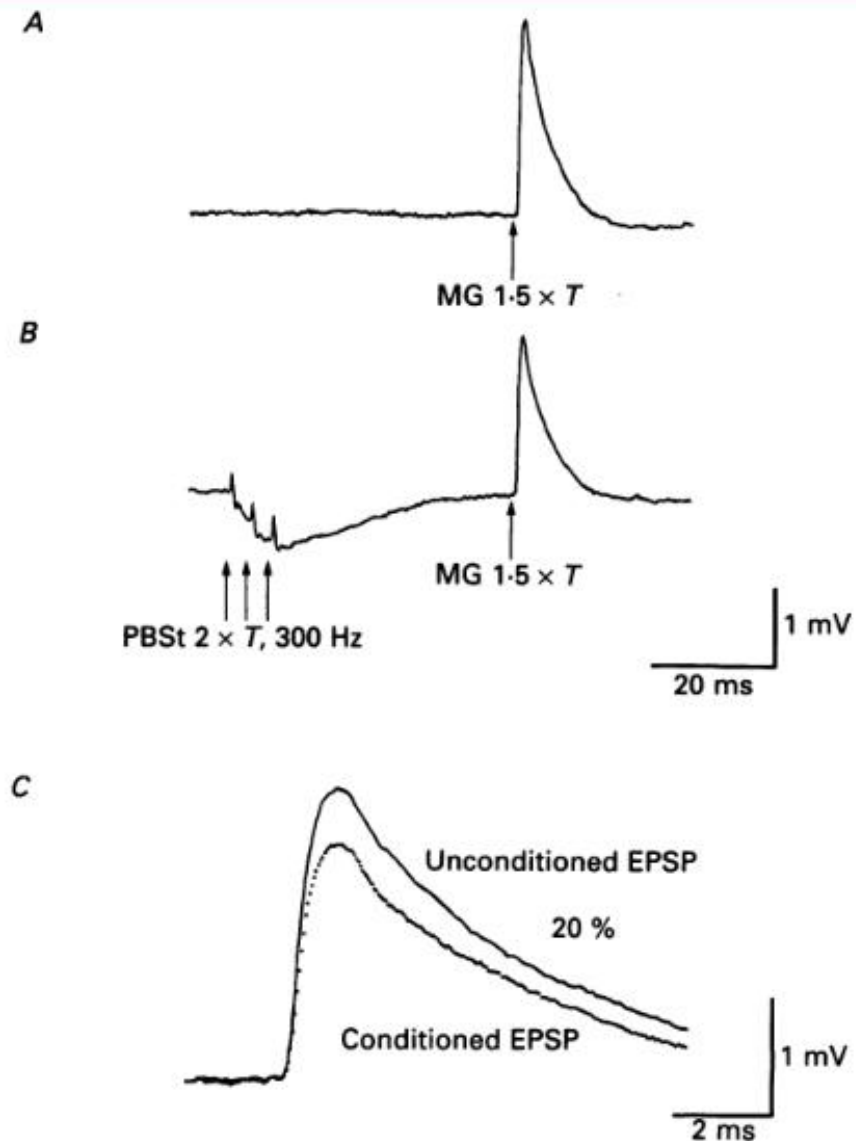 A
MG 1·5 × T
B
MG 1·5 × T
PBSt 2 × T, 300 Hz
1 mV
20 ms
C
Unconditioned EPSP
20 %
Conditioned EPSP
1 mV
2 ms